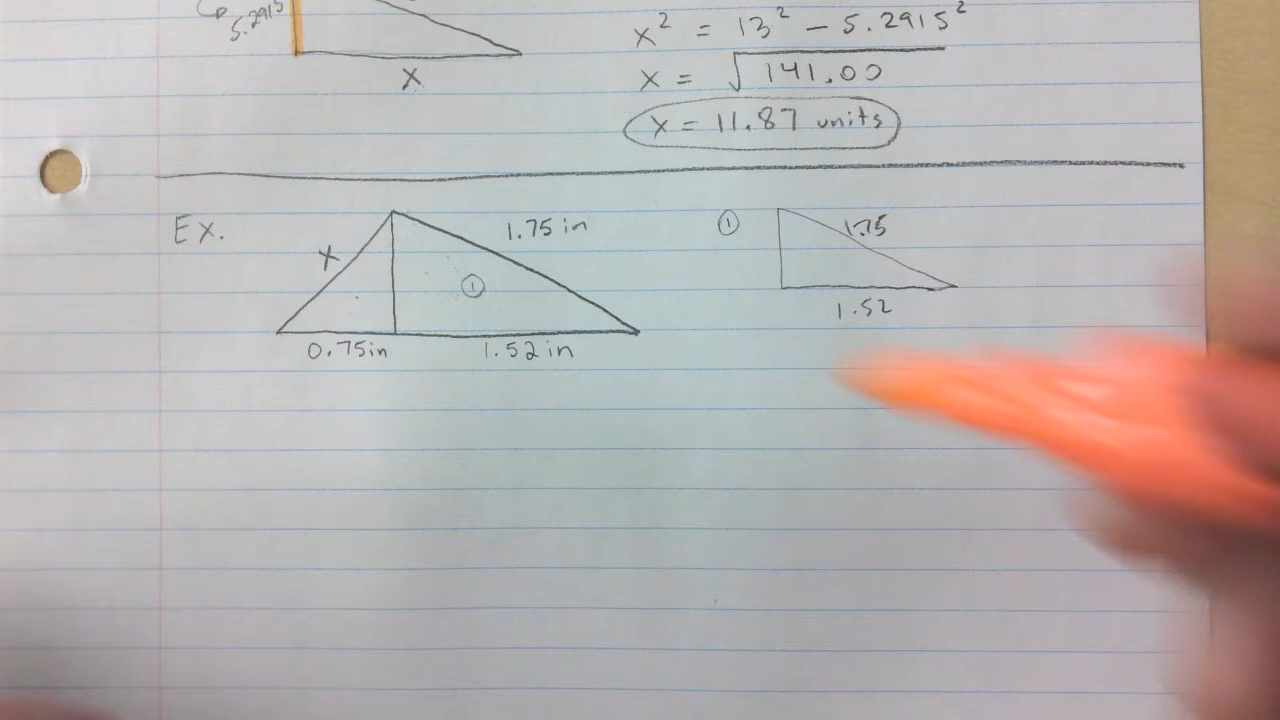 5.2915
x
x² = 13² - 5.2915²
x = √141.00
x = 11.87 units
Ex.
x
1.75 in
①
0.75in
1.52 in
①
1.75
1.52